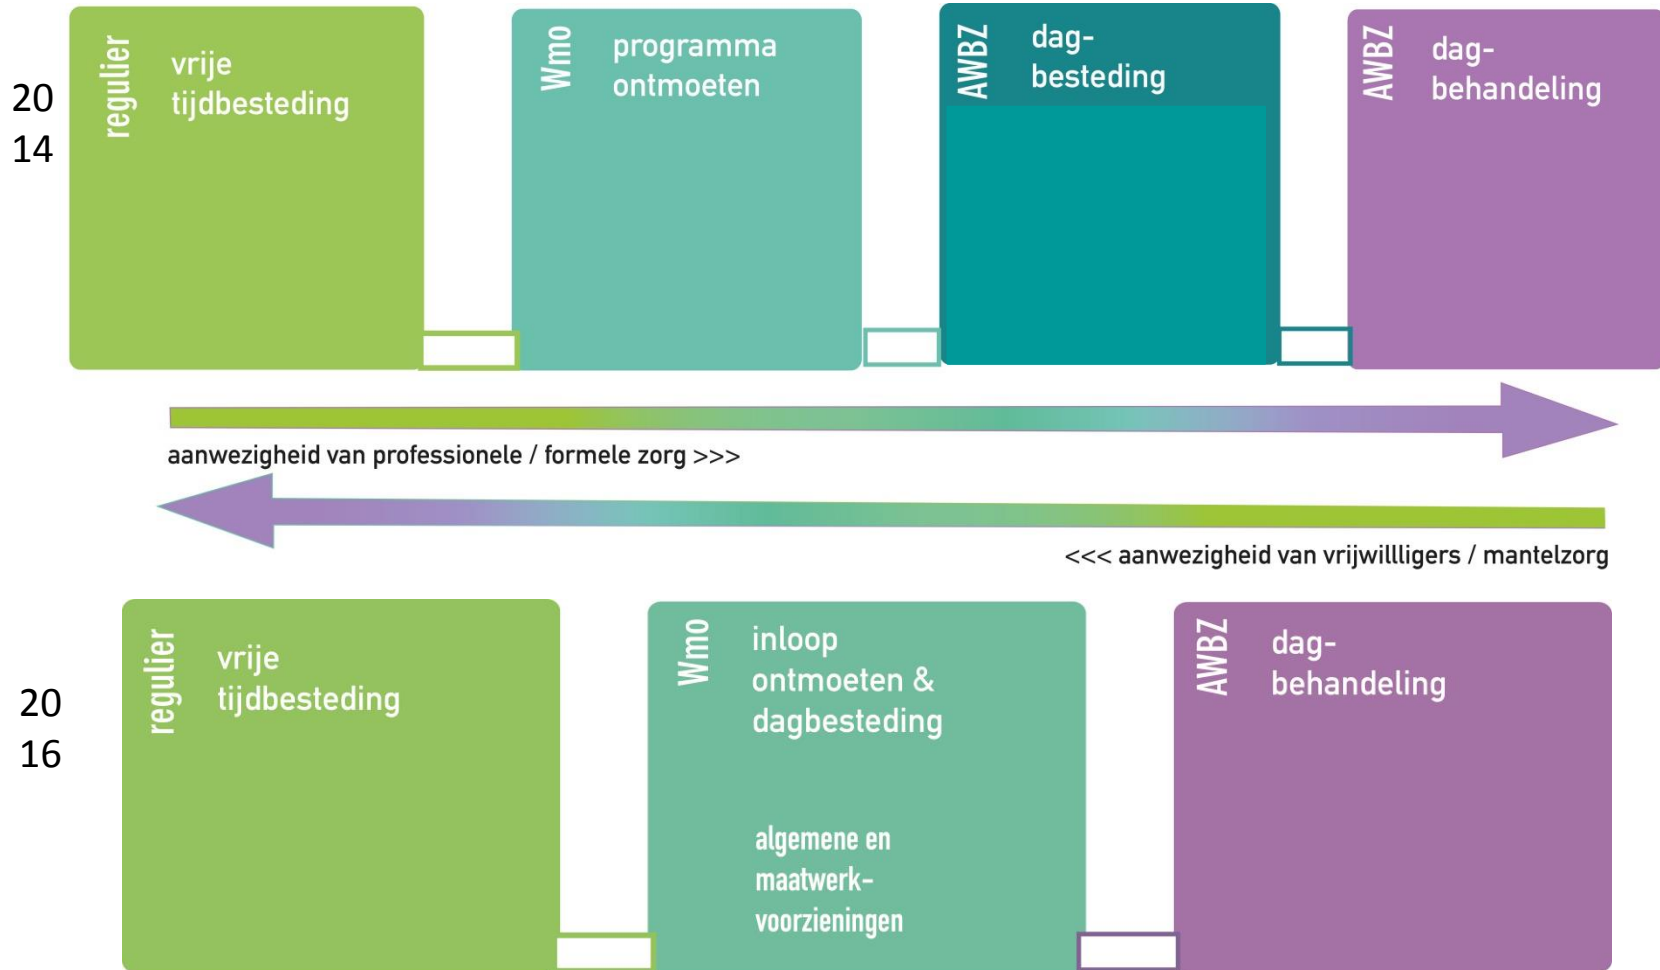 20
14
regulier
vrije
tijdbesteding
Wmo
programma
ontmoeten
AWBZ
dag-
besteding
AWBZ
dag-
behandeling
aanwezigheid van professionele / formele zorg >>>
<<< aanwezigheid van vrijwillligers / mantelzorg
20
16
regulier
vrije
tijdbesteding
Wmo
inloop
ontmoeten &
dagbesteding
algemene en
maatwerk-
voorzieningen
AWBZ
dag-
behandeling